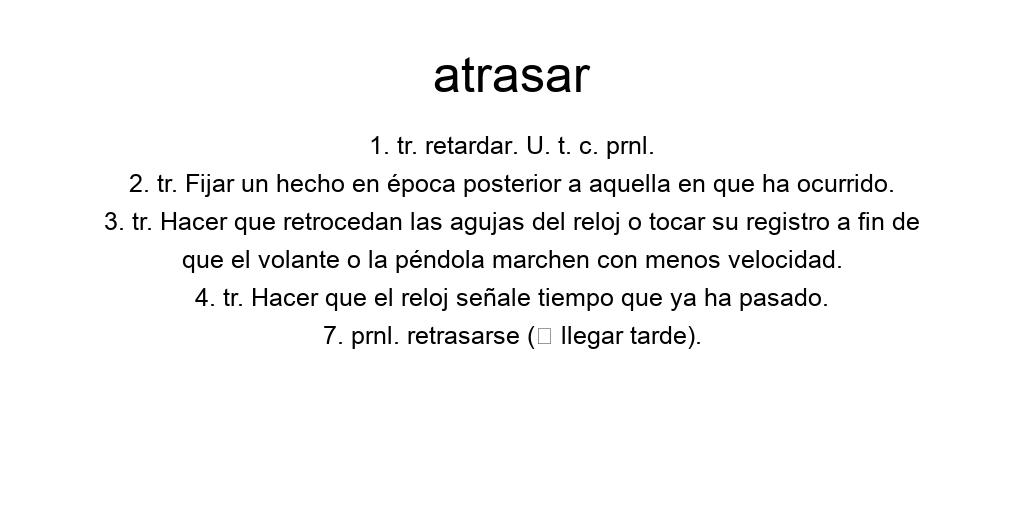 atrasar
1. tr. retardar. U. t. c. prnl.
2. tr. Fijar un hecho en época posterior a aquella en que ha ocurrido.
3. tr. Hacer que retrocedan las agujas del reloj o tocar su registro a fin de
que el volante o la péndola marchen con menos velocidad.
4. tr. Hacer que el reloj señale tiempo que ya ha pasado.
7. prnl. retrasarse (▯ llegar tarde).